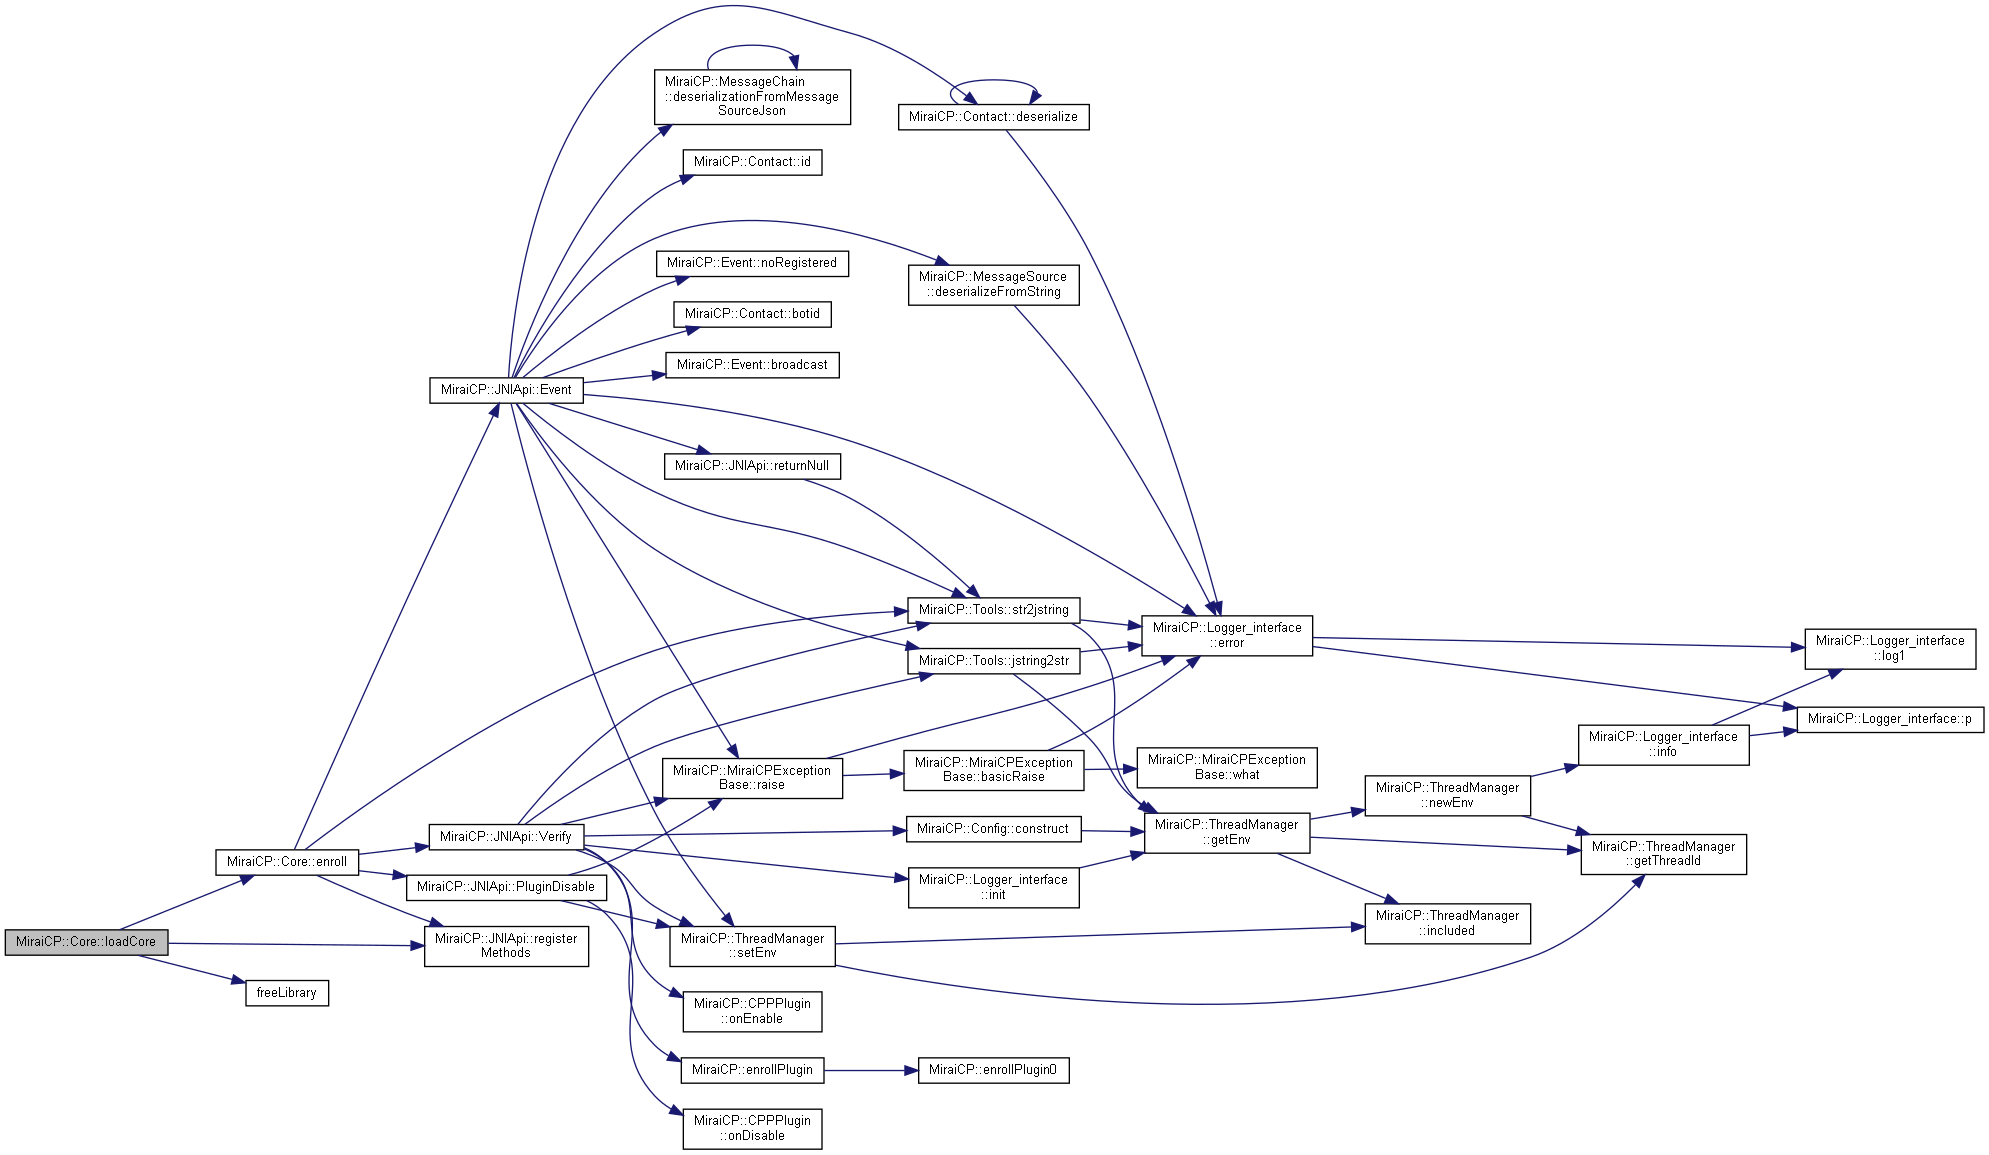 MiraiCP::MessageChain
::deserializationFromMessage
SourceJson
MiraiCP::Contact::deserialize
MiraiCP::Contact::id
MiraiCP::Event::noRegistered
MiraiCP::MessageSource
::deserializeFromString
MiraiCP::Contact::botid
MiraiCP::Event::broadcast
MiraiCP::JNIApi::Event
MiraiCP::JNIApi::returnNull
MiraiCP::Tools::str2jstring
MiraiCP::Logger_interface
::error
MiraiCP::Logger_interface
::log1
MiraiCP::Tools::jstring2str
MiraiCP::Logger_interface::p
MiraiCP::Logger_interface
::info
MiraiCP::MiraiCPException
Base::raise
MiraiCP::MiraiCPException
Base::basicRaise
MiraiCP::MiraiCPException
Base::what
MiraiCP::ThreadManager
::newEnv
MiraiCP::JNIApi::Verify
MiraiCP::Config::construct
MiraiCP::ThreadManager
::getEnv
MiraiCP::ThreadManager
::getThreadId
MiraiCP::Core::enroll
MiraiCP::JNIApi::PluginDisable
MiraiCP::Logger_interface
::init
MiraiCP::ThreadManager
::included
MiraiCP::Core::loadCore
MiraiCP::JNIApi::register
Methods
MiraiCP::ThreadManager
::setEnv
freeLibrary
MiraiCP::CPPPlugin
::onEnable
MiraiCP::enrollPlugin
MiraiCP::enrollPlugin0
MiraiCP::CPPPlugin
::onDisable